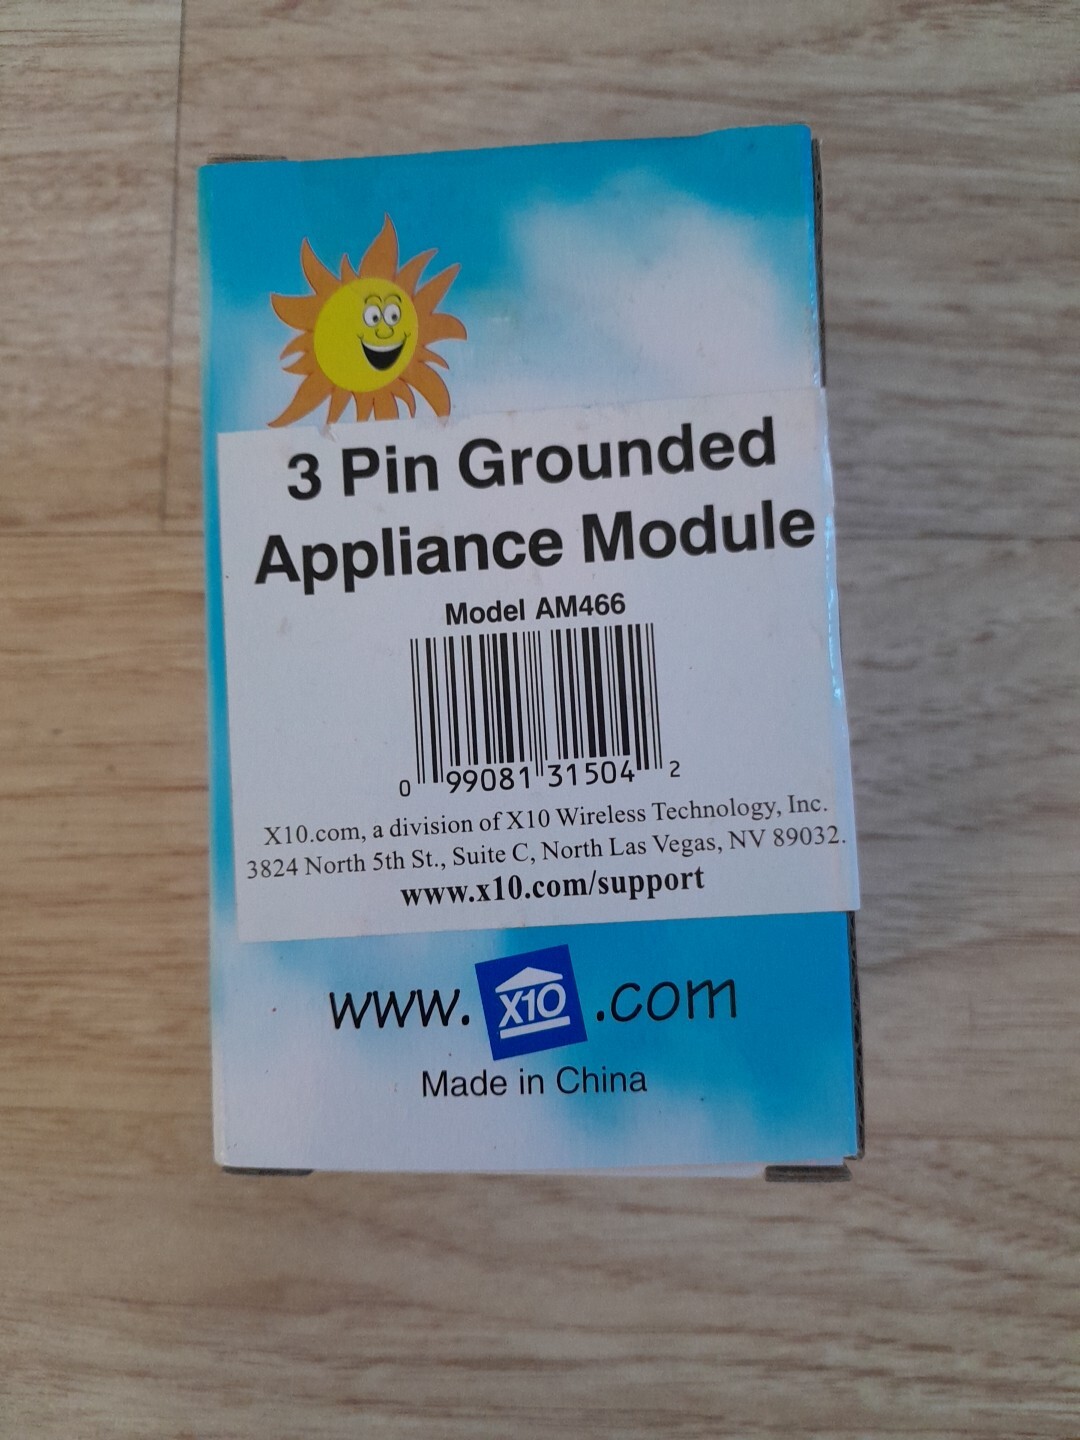 3 Pin Grounded
Appliance Module
Model AM466
0 99081 31504 2
X10.com, a division of X10 Wireless Technology, Inc.
3824 North 5th St., Suite C, North Las Vegas, NV 89032.
www.x10.com/support
www.X10.com
Made in China